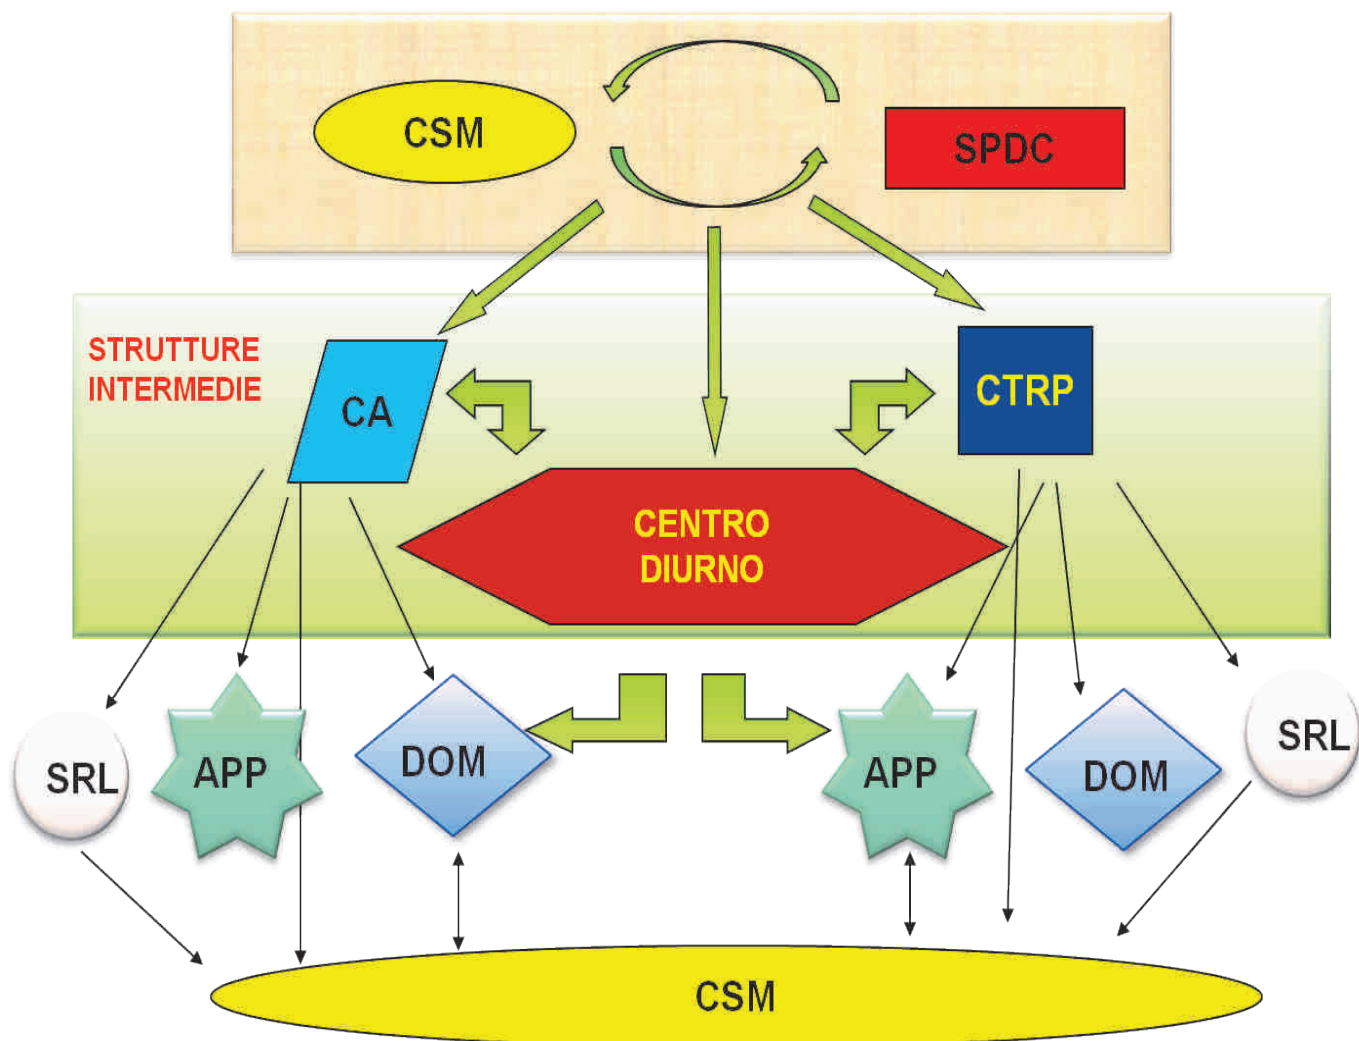 CSM
SPDC
STRUTTURE
INTERMEDIE
CA
CTRP
CENTRO
DIURNO
SRL
APP
DOM
APP
DOM
SRL
CSM